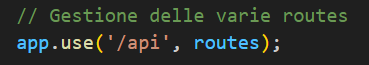 // Gestione delle varie routes
app.use('/api', routes);